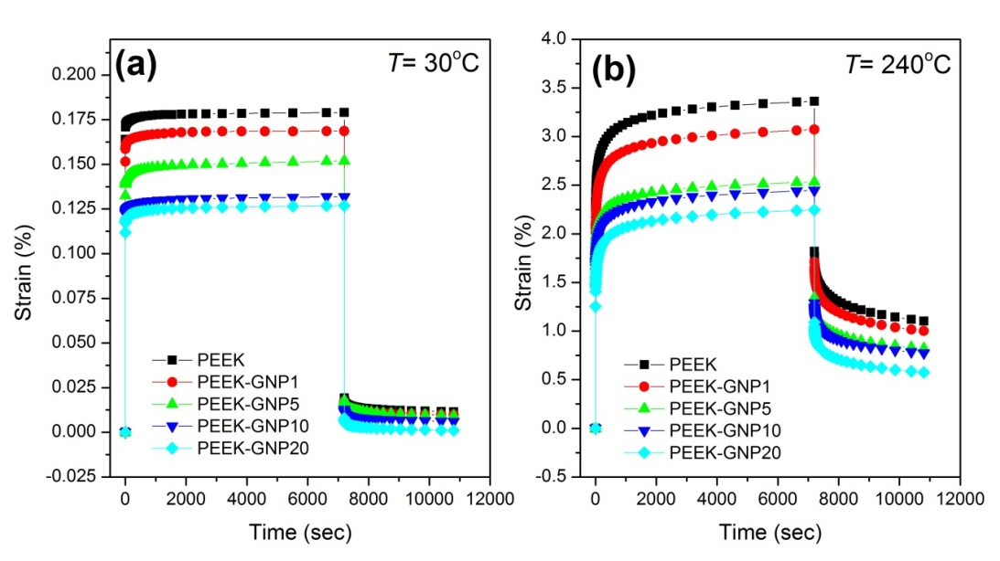 (a)
T= 30°C
0.200
0.175
0.150
0.125
0.100
0.075
0.050
0.025
0.000
-0.025
Strain (%)
PEEK
PEEK-GNP1
PEEK-GNP5
PEEK-GNP10
PEEK-GNP20
0 2000 4000 6000 8000 10000 12000
Time (sec)
(b)
T= 240°C
4.0
3.5
3.0
2.5
2.0
1.5
1.0
0.5
0.0
-0.5
Strain (%)
PEEK
PEEK-GNP1
PEEK-GNP5
PEEK-GNP10
PEEK-GNP20
0 2000 4000 6000 8000 10000 12000
Time (sec)